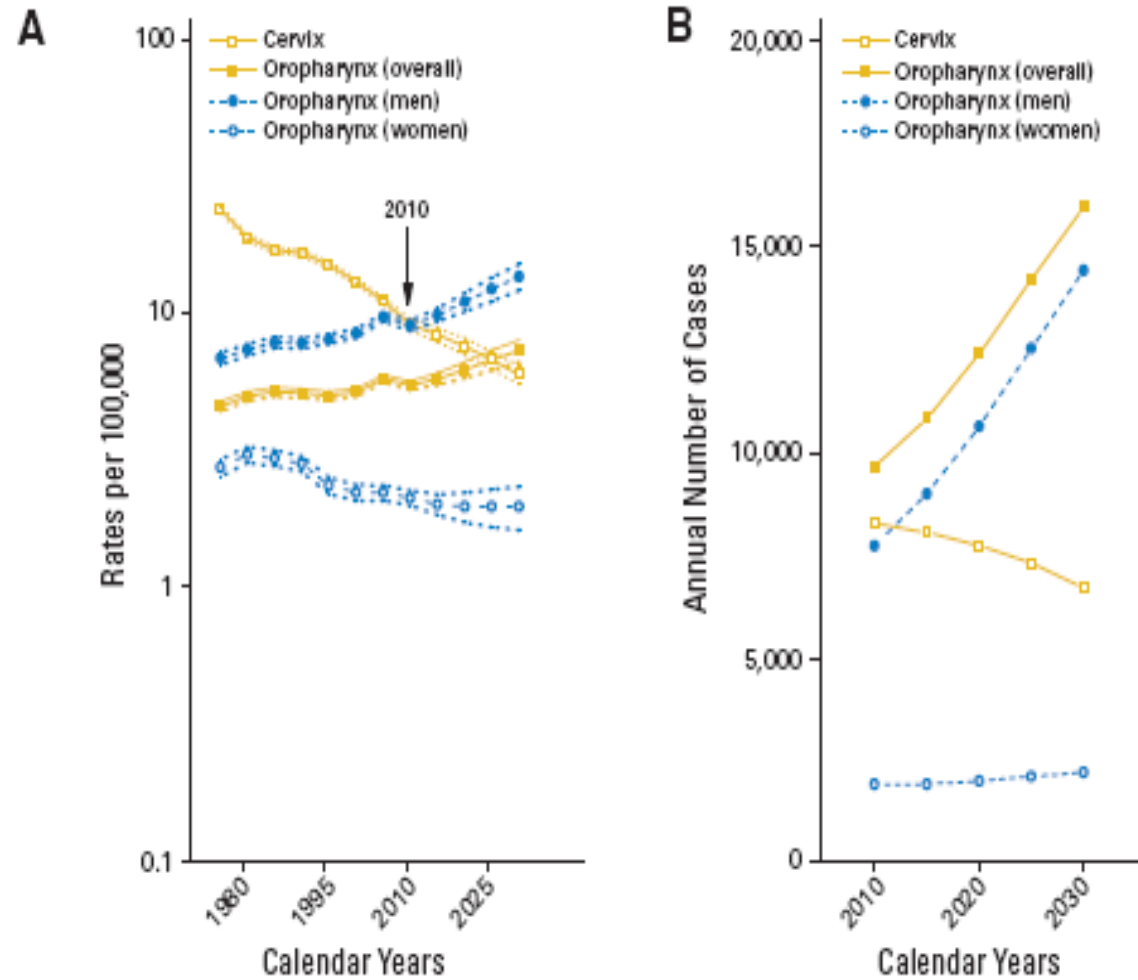 A
100
Cervix
Oropharynx (overall)
Oropharynx (men)
Oropharynx (women)
2010
10
1
0.1
Rates per 100,000
1980
1995
2010
2025
Calendar Years
B
20,000
Cervix
Oropharynx (overall)
Oropharynx (men)
Oropharynx (women)
15,000
10,000
5,000
0
Annual Number of Cases
2010
2020
2030
Calendar Years